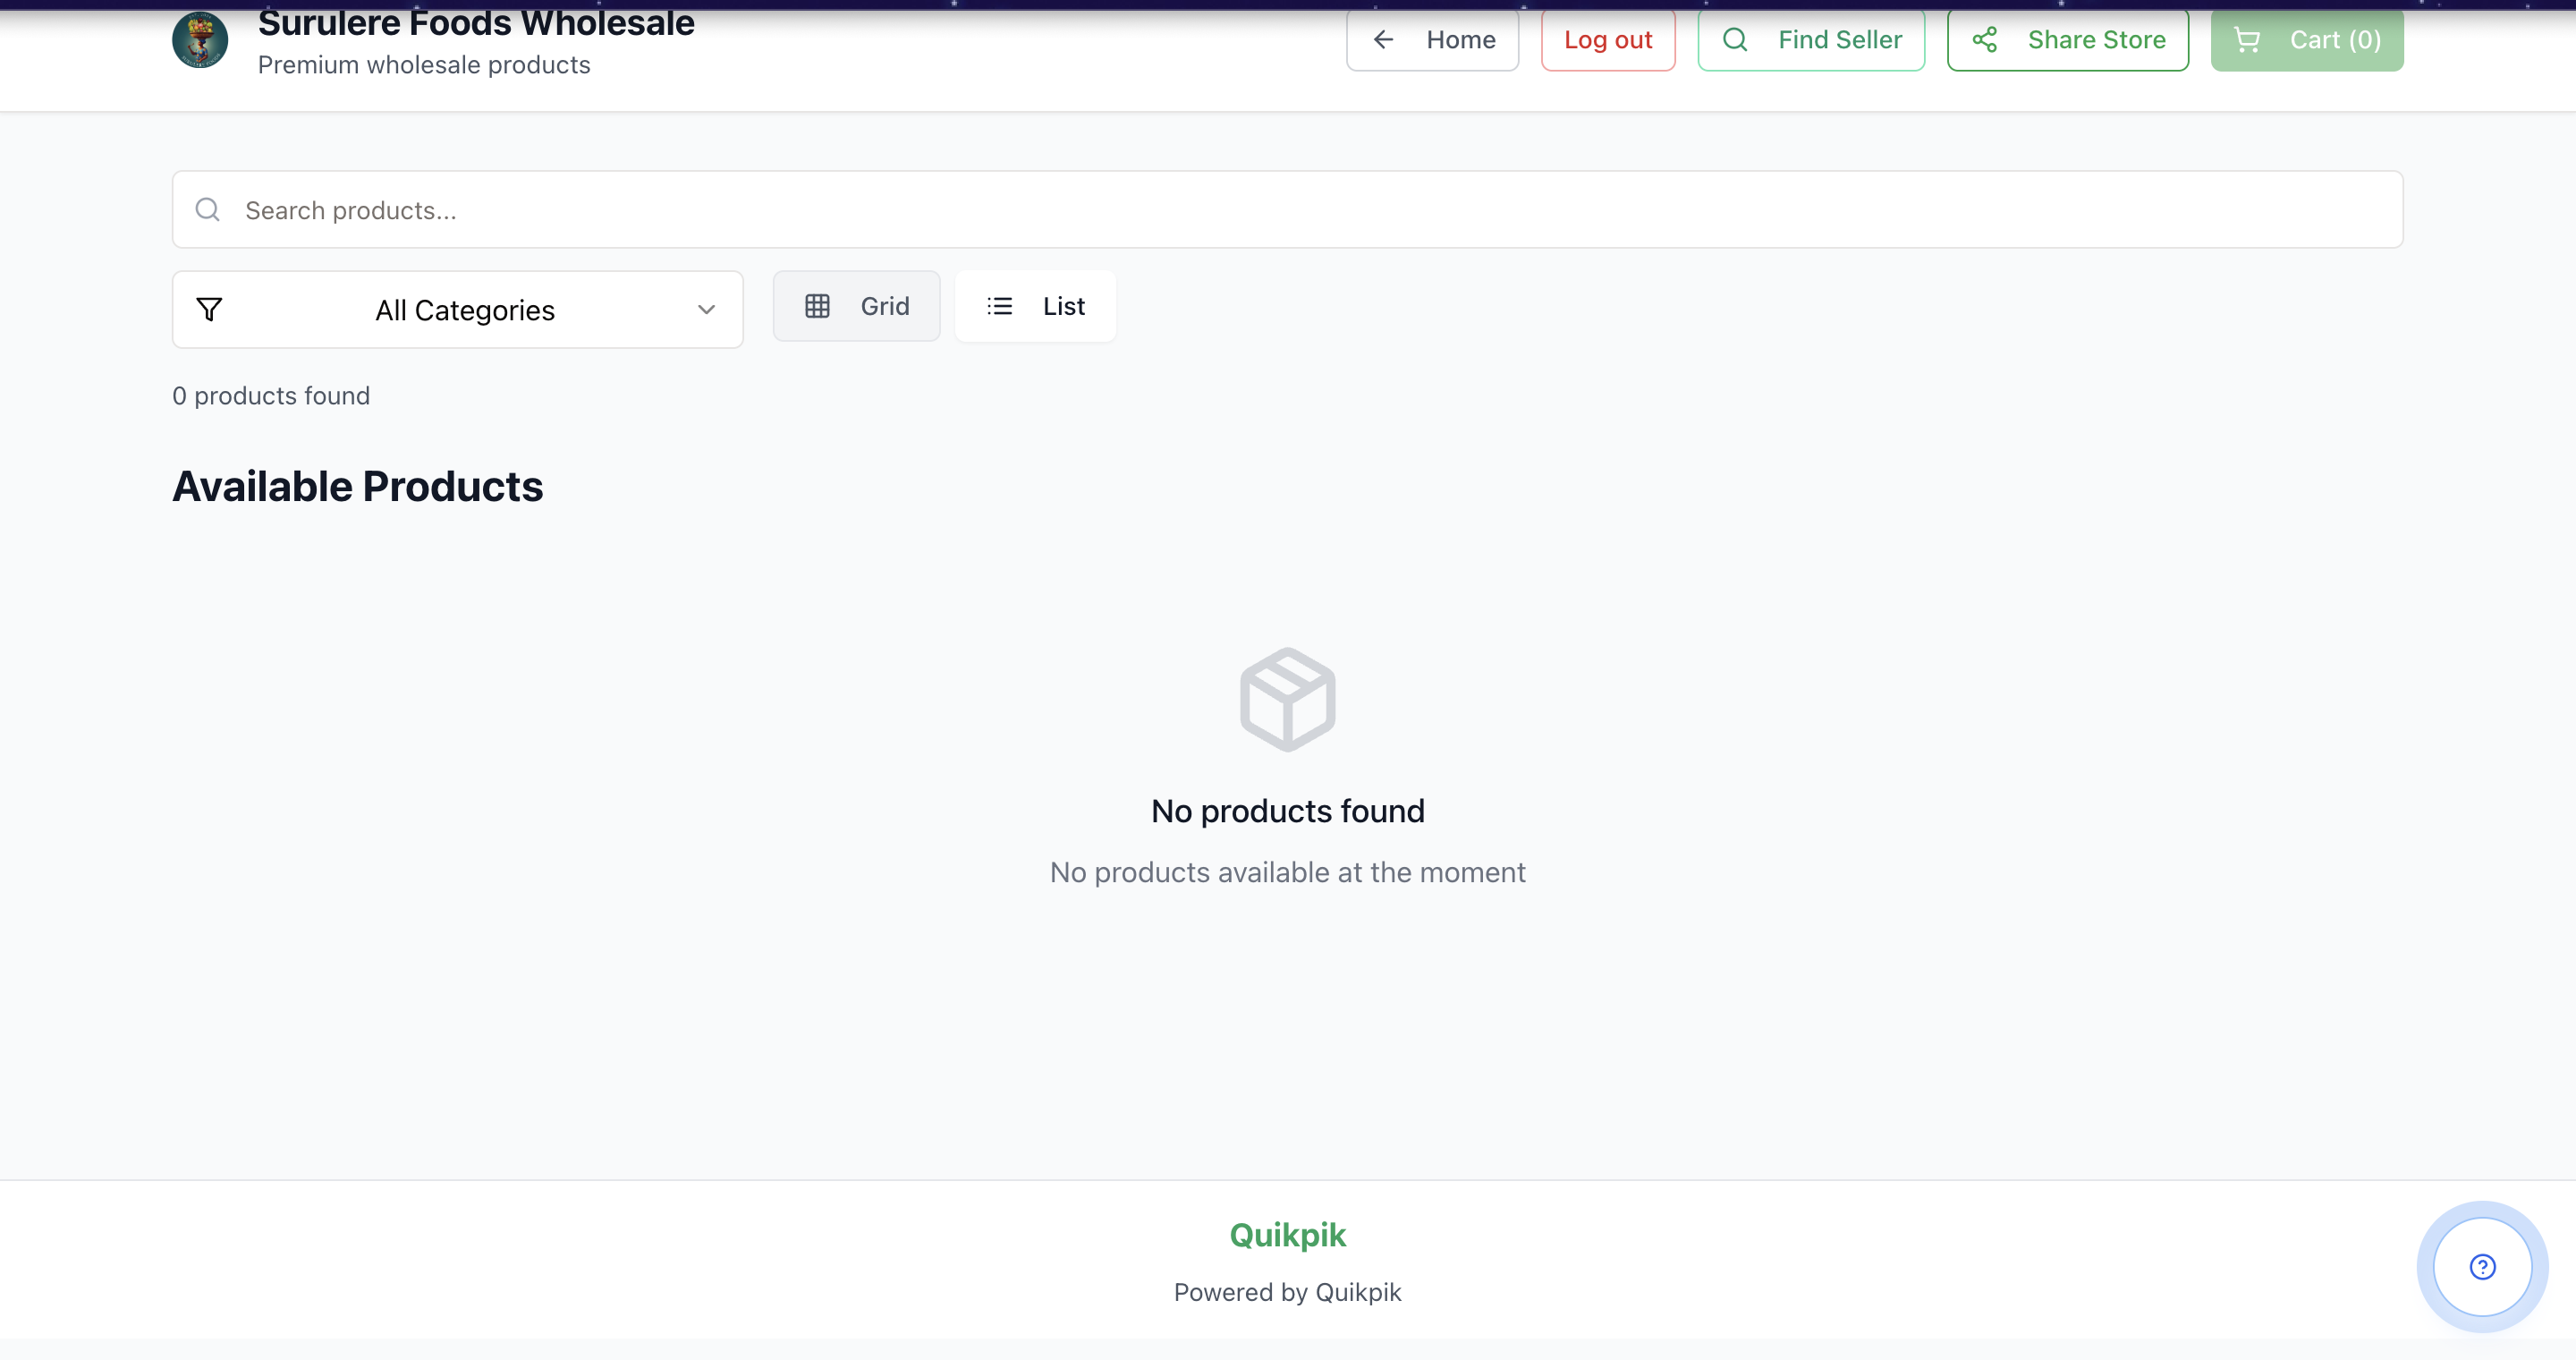 Surulere Foods Wholesale
Premium wholesale products
Home
Log out
Find Seller
Share Store
Cart (0)
Search products...
All Categories
Grid
List
0 products found
Available Products
No products found
No products available at the moment
Quikpik
Powered by Quikpik